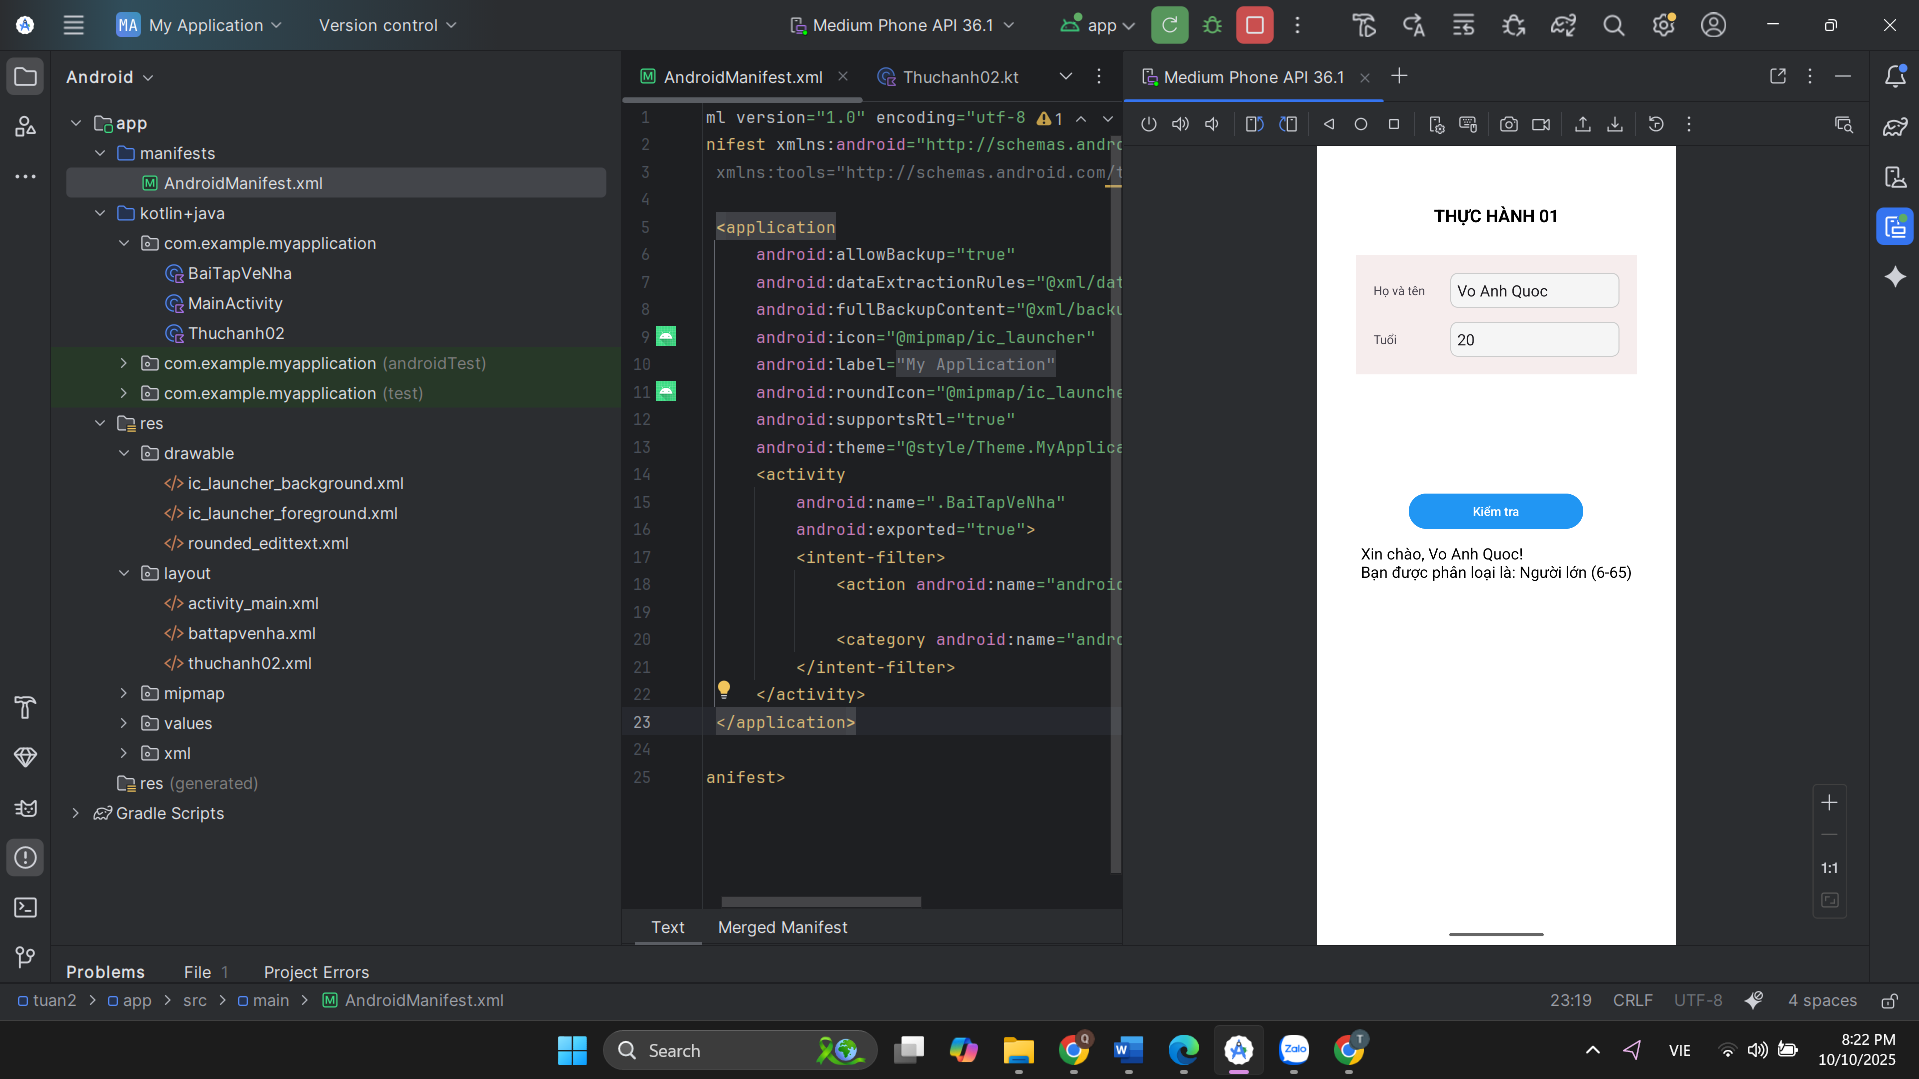 MA My Application
Version control
Medium Phone API 36.1
app
Android
app
manifests
AndroidManifest.xml
kotlin+java
com.example.myapplication
BaiTapVeNha
MainActivity
Thuchanh02
com.example.myapplication (androidTest)
com.example.myapplication (test)
res
drawable
ic_launcher_background.xml
ic_launcher_foreground.xml
rounded_edittext.xml
layout
activity_main.xml
battapvenha.xml
thuchanh02.xml
mipmap
values
xml
res (generated)
Gradle Scripts
AndroidManifest.xml
Thuchanh02.kt
1 ml version="1.0" encoding="utf-8
1
2 nifest xmlns:android="http://schemas.andro
3 xmlns:tools="http://schemas.android.com/t
4
5 <application
6 android:allowBackup="true"
7 android:dataExtractionRules="@xml/dat
8 android:fullBackupContent="@xml/backu
9 android:icon="@mipmap/ic_launcher"
10 android:label="My Application"
11 android:roundIcon="@mipmap/ic_launche
12 android:supportsRtl="true"
13 android:theme="@style/Theme.MyApplica
14 <activity
15 android:name=".BaiTapVeNha"
16 android:exported="true">
17 <intent-filter>
18 <action android:name="android
19
20 <category android:name="andro
21 </intent-filter>
22 </activity>
23 </application>
24
25 anifest>
Text
Merged Manifest
Medium Phone API 36.1
THỰC HÀNH 01
Họ và tên
Vo Anh Quoc
Tuổi
20
Kiểm tra
Xin chào, Vo Anh Quoc!
Bạn được phân loại là: Người lớn (6-65)
1:1
Problems
File 1
Project Errors
tuan2 > app > src > main > AndroidManifest.xml
23:19
CRLF
UTF-8
4 spaces
Search
Q
W
Zalo
T
VIE
8:22 PM
10/10/2025